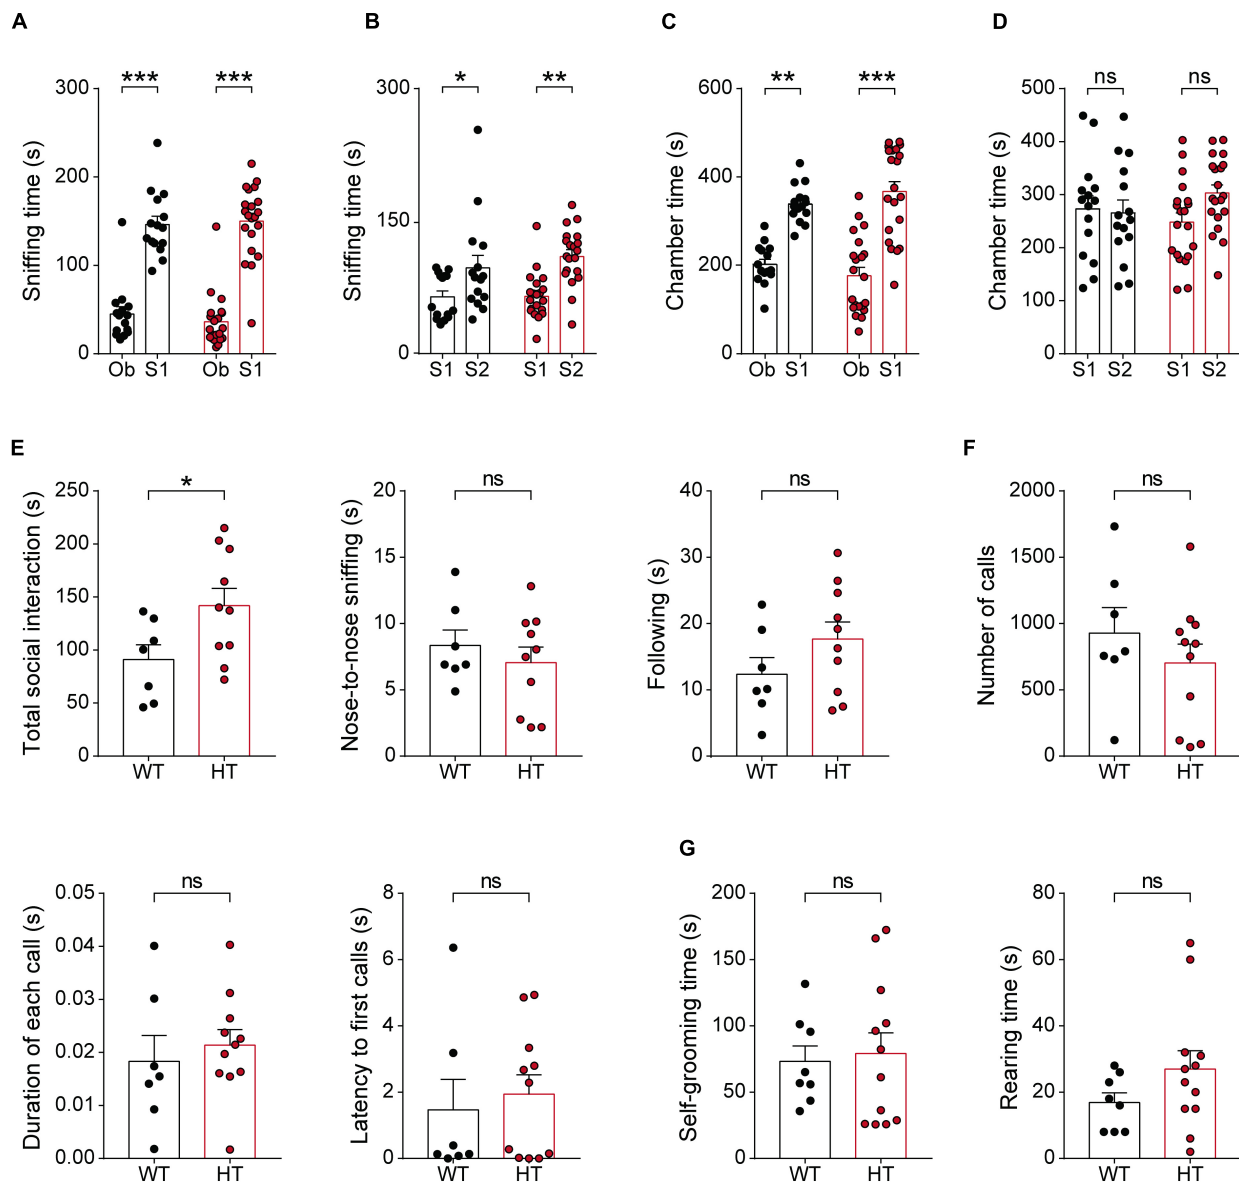 A
B
C
D
Sniffing time (s)
300
200
100
0
***
***
Ob S1 Ob S1
Sniffing time (s)
300
150
0
*
**
S1 S2 S1 S2
Chamber time (s)
600
400
200
0
**
***
Ob S1 Ob S1
Chamber time (s)
500
400
300
200
100
0
ns
ns
S1 S2 S1 S2
E
F
Total social interaction (s)
250
200
150
100
50
0
*
WT HT
Nose-to-nose sniffing (s)
20
15
10
5
0
ns
WT HT
Following (s)
40
30
20
10
0
ns
WT HT
Number of calls
2000
1500
1000
500
0
ns
WT HT
G
Duration of each call (s)
0.05
0.04
0.03
0.02
0.01
0.00
ns
WT HT
Latency to first calls (s)
8
6
4
2
0
ns
WT HT
Self-grooming time (s)
200
150
100
50
0
ns
WT HT
Rearing time (s)
80
60
40
20
0
ns
WT HT